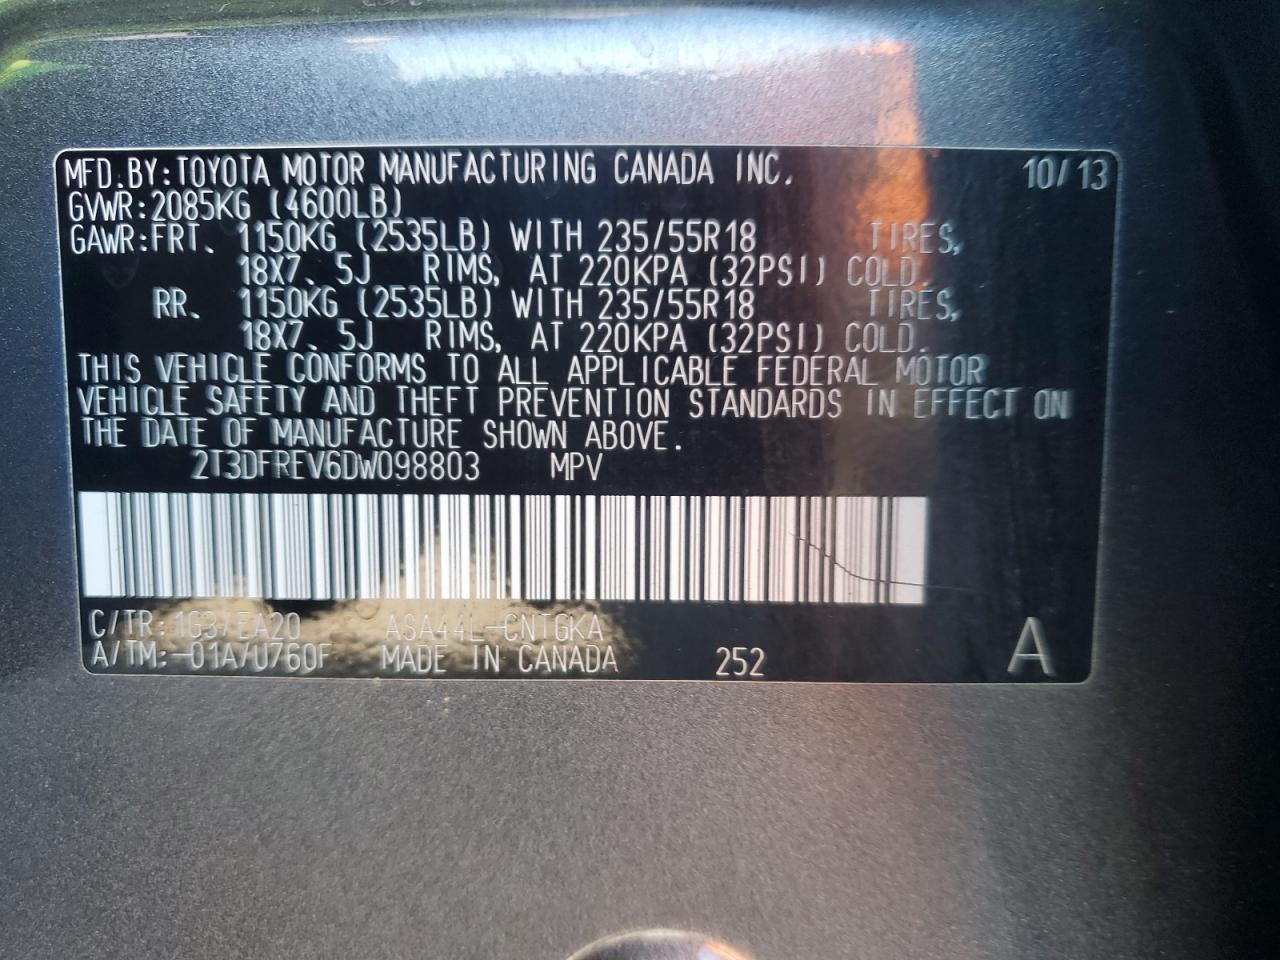 MFD.BY:TOYOTA MOTOR MANUFACTURING CANADA INC. 10/13
GVWR:2085KG (4600LB)
GAWR:FRT. 1150KG (2535LB) WITH 235/55R18 TIRES,
18X7.5J RIMS, AT 220KPA (32PSI) COLD.
RR. 1150KG (2535LB) WITH 235/55R18 TIRES,
18X7.5J RIMS, AT 220KPA (32PSI) COLD.
THIS VEHICLE CONFORMS TO ALL APPLICABLE FEDERAL MOTOR
VEHICLE SAFETY AND THEFT PREVENTION STANDARDS IN EFFECT ON
THE DATE OF MANUFACTURE SHOWN ABOVE.
2T3DFREV6DW098803 MPV
C/TR:1G3/EA20 ASA44L-CNTGKA
A/TM:-01A/U760F MADE IN CANADA 252 A